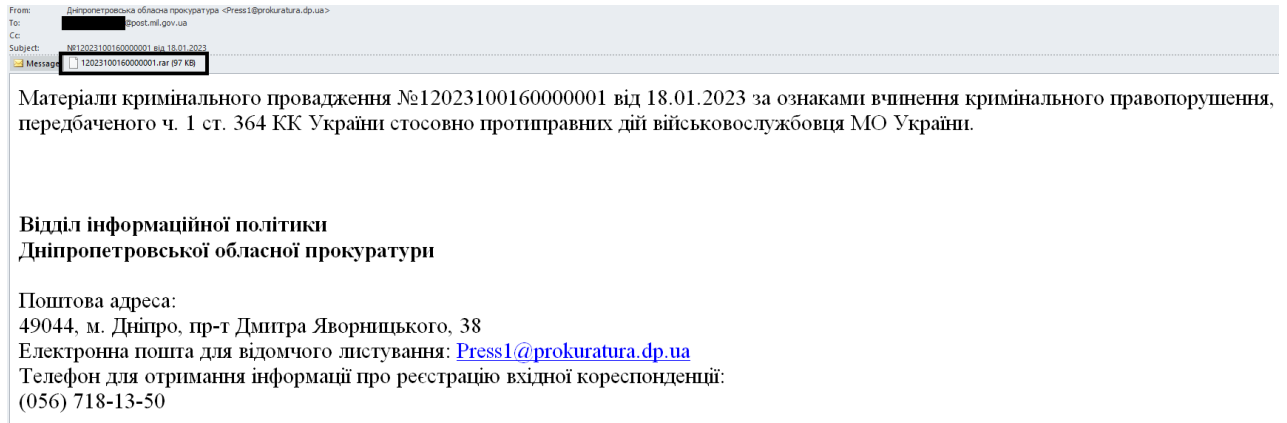 From: Дніпропетровська обласна прокуратура <Press1@prokuratura.dp.ua>
To: @post.mil.gov.ua
Cc:
Subject: №12023100160000001 від 18.01.2023
Message 12023100160000001.rar (97 KB)
Матеріали кримінального провадження №12023100160000001 від 18.01.2023 за ознаками вчинення кримінального правопорушення,
передбаченого ч. 1 ст. 364 КК України стосовно протиправних дій військовослужбовця МО України.
Відділ інформаційної політики
Дніпропетровської обласної прокуратури
Поштова адреса:
49044, м. Дніпро, пр-т Дмитра Яворницького, 38
Електронна пошта для відомчого листування: Press1@prokuratura.dp.ua
Телефон для отримання інформації про реєстрацію вхідної кореспонденції:
(056) 718-13-50